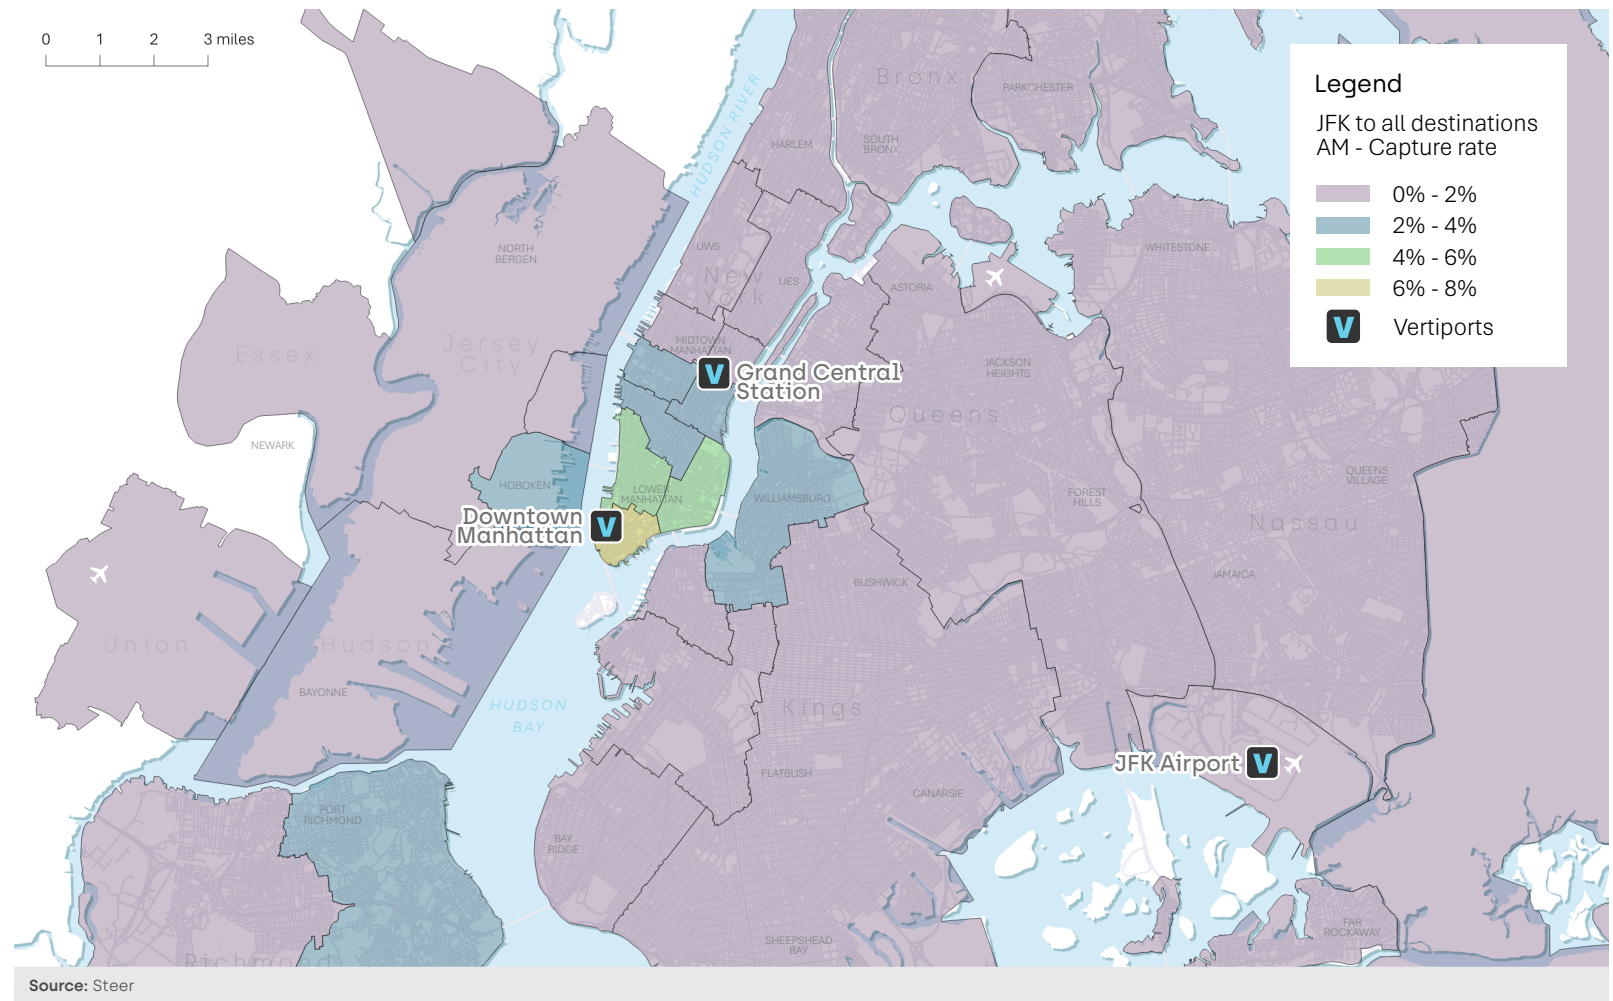 0 1 2 3 miles
Legend
JFK to all destinations
AM - Capture rate
0% - 2%
2% - 4%
4% - 6%
6% - 8%
V Vertiports
Bronx
PARKCHESTER
HUDSON RIVER
HARLEM
SOUTH
BRONX
NORTH
BERGEN
UWS
New
York
UES
ASTORIA
WHITESTONE
Essex
Jersey
City
MIDTOWN
MANHATTAN
V
Grand Central
Station
JACKSON
HEIGHTS
Queens
NEWARK
HOBOKEN
LOWER
MANHATTAN
WILLIAMSBURG
FOREST
HILLS
QUEENS
VILLAGE
Downtown
Manhattan
V
Nassau
BUSHWICK
JAMAICA
Union
Hudson
BAYONNE
HUDSON
BAY
Kings
JFK Airport
V
FLATBUSH
CANARSIE
PORT
RICHMOND
BAY
RIDGE
FAR
ROCKAWAY
SHEEPSHEAD
BAY
Richmond
Source: Steer